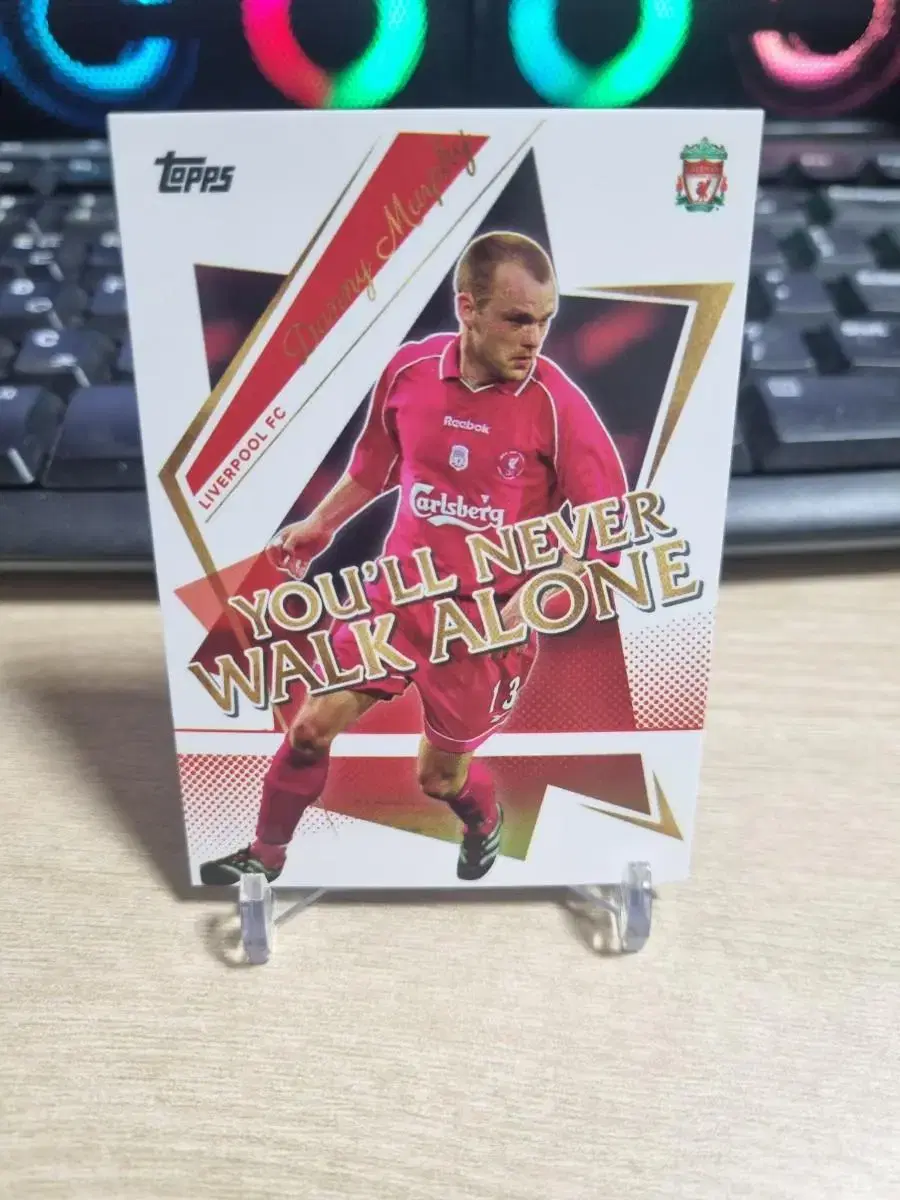 Topps
Danny Murphy
LIVERPOOL FC
Reebok
Carlsberg
YOU'LL NEVER
WALK ALONE
13